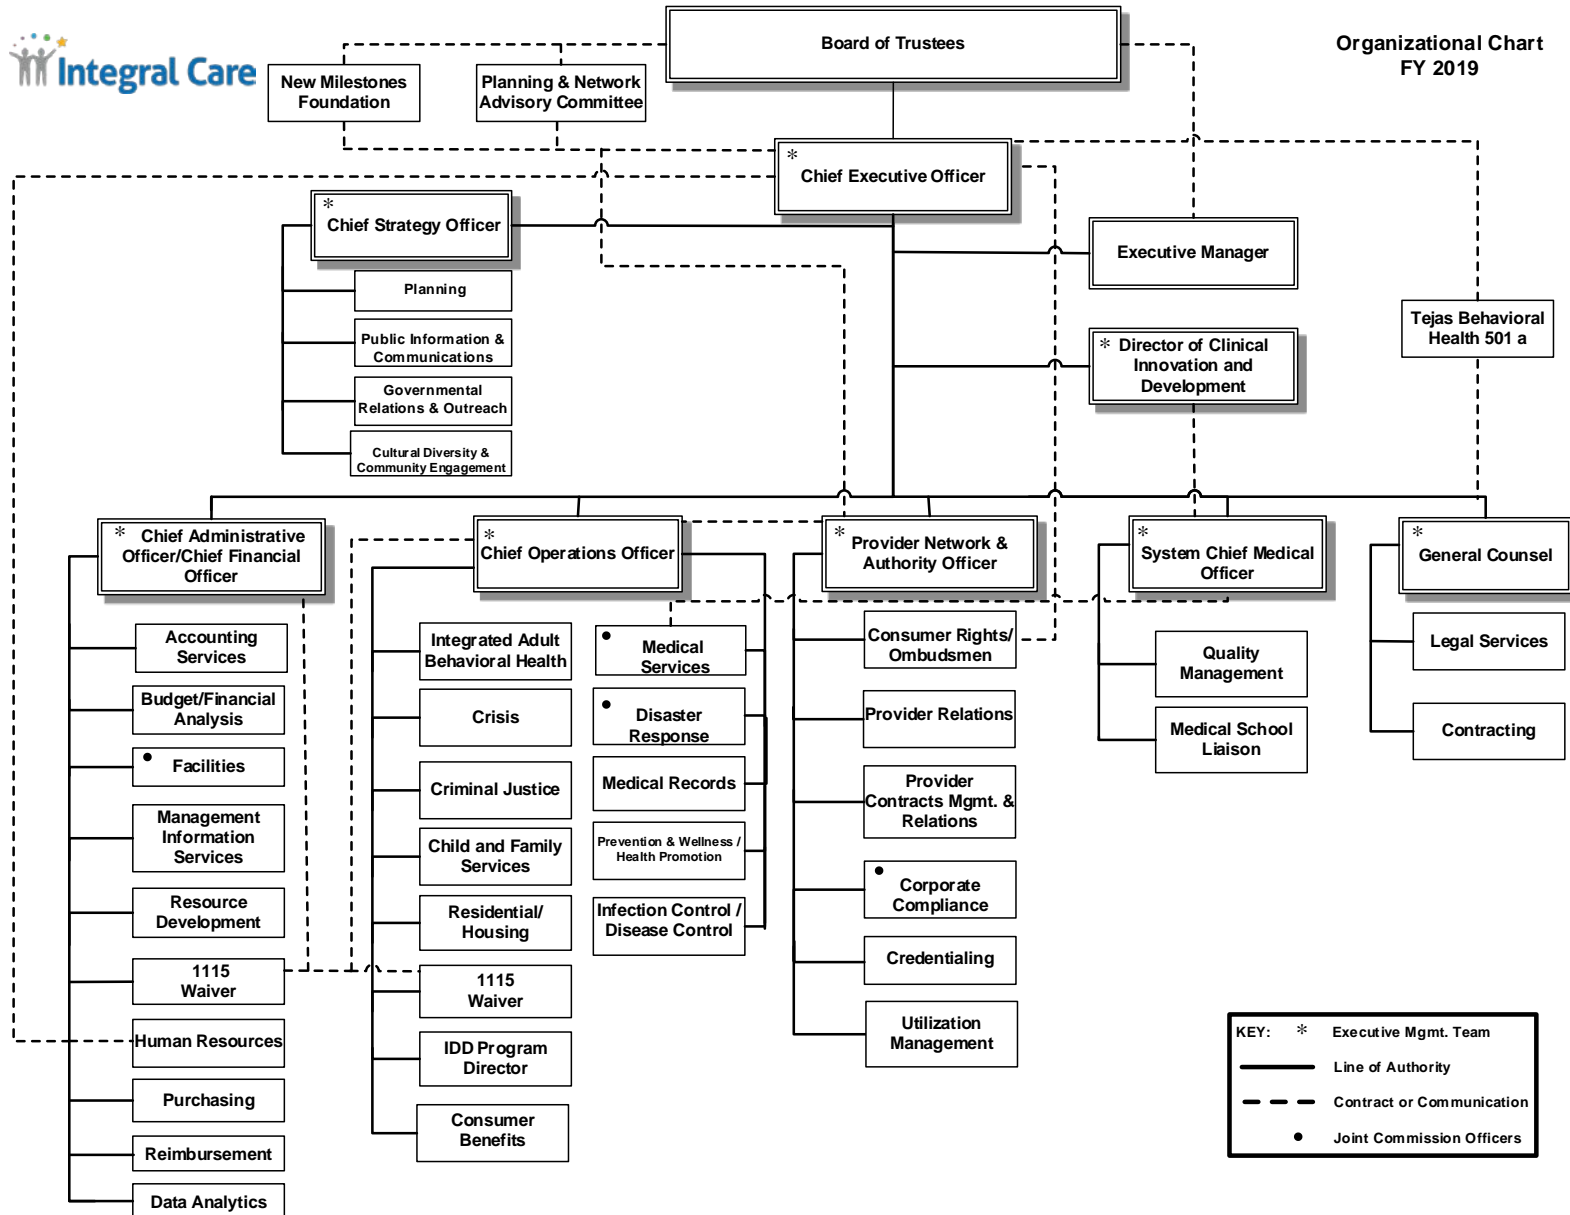 Integral Care
Organizational Chart
FY 2019
Board of Trustees
New Milestones
Foundation
Planning & Network
Advisory Committee
*
Chief Executive Officer
*
Chief Strategy Officer
Executive Manager
Planning
Public Information &
Communications
Governmental
Relations & Outreach
Cultural Diversity &
Community Engagement
* Director of Clinical
Innovation and
Development
Tejas Behavioral
Health 501 a
* Chief Administrative
Officer/Chief Financial
Officer
*
Chief Operations Officer
*
Provider Network &
Authority Officer
*
System Chief Medical
Officer
*
General Counsel
Accounting
Services
Budget/Financial
Analysis
• Facilities
Management
Information
Services
Resource
Development
1115
Waiver
Human Resources
Purchasing
Reimbursement
Data Analytics
Integrated Adult
Behavioral Health
Crisis
Criminal Justice
Child and Family
Services
Residential/
Housing
1115
Waiver
IDD Program
Director
Consumer
Benefits
•
Medical
Services
• Disaster
Response
Medical Records
Prevention & Wellness /
Health Promotion
Infection Control /
Disease Control
Consumer Rights/
Ombudsmen
Provider Relations
Provider
Contracts Mgmt. &
Relations
•
Corporate
Compliance
Credentialing
Utilization
Management
Quality
Management
Medical School
Liaison
Legal Services
Contracting
KEY: * Executive Mgmt. Team
Line of Authority
Contract or Communication
• Joint Commission Officers